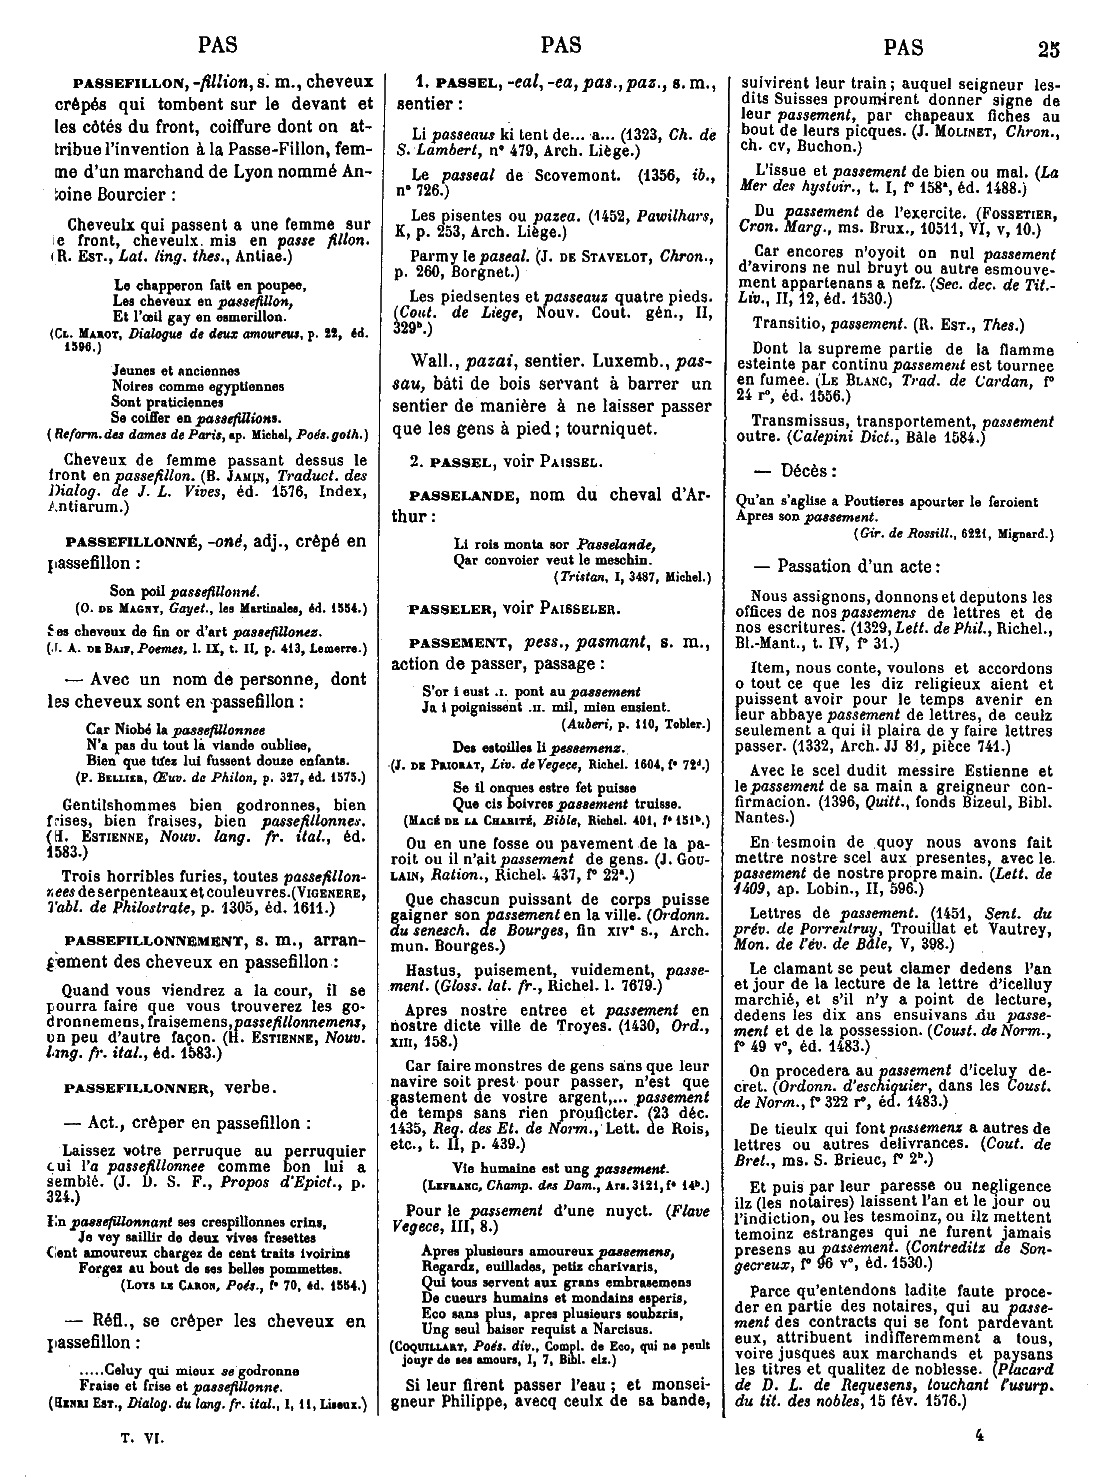 PAS
PAS
PAS
25
PASSEFILLON, -fillion, s. m., cheveux
crêpés qui tombent sur le devant et
les côtés du front, coiffure dont on at-
tribue l'invention à la Passe-Fillon, fem-
me d'un marchand de Lyon nommé An-
toine Bourcier :
Cheveulx qui passent a une femme sur
le front, cheveulx mis en passe fillon.
(R. EST., Lat. ling. thes., Antiae.)
Le chapperon fait en poupee,
Les cheveux en passefillon,
Et l'œil gay en esmerillon.
(CL. MAROT, Dialogue de deux amoureus, p. 22, éd.
1596.)
Jeunes et anciennes
Noires comme egyptiennes
Sont praticiennes
Se coiffer en passefillions.
(Reform. des dames de Paris, ap. Michel, Poés. goth.)
Cheveux de femme passant dessus le
front en passefillon. (B. JAMIN, Traduct. des
Dialog. de J. L. Vives, éd. 1576, Index,
Antiarum.)
PASSEFILLONNÉ, -oné, adj., crêpé en
passefillon :
Son poil passefillonné.
(O. DE MAGNY, Gayet., les Martinales, éd. 1554.)
Ses cheveux de fin or d'art passefillonez.
(J. A. DE BAIF, Poemes, l. IX, t. II, p. 413, Lemerre.)
— Avec un nom de personne, dont
les cheveux sont en passefillon :
Car Niobé la passefillonnee
N'a pas du tout là viande oubliee,
Bien que tues lui fussent douze enfants.
(P. BELLIER, Œuv. de Philon, p. 327, éd. 1575.)
Gentilshommes bien godronnes, bien
frises, bien fraises, bien passefillonnes.
(H. ESTIENNE, Nouv. lang. fr. ital., éd.
1583.)
Trois horribles furies, toutes passefillon-
nees de serpenteaux et couleuvres. (VIGENERE,
Tabl. de Philostrate, p. 1305, éd. 1611.)
PASSEFILLONNEMENT, s. m., arran-
gement des cheveux en passefillon :
Quand vous viendrez a la cour, il se
pourra faire que vous trouverez les go-
dronnemens, fraisemens, passefillonnemens,
un peu d'autre façon. (H. ESTIENNE, Nouv.
lang. fr. ital., éd. 1583.)
PASSEFILLONNER, verbe.
— Act., crêper en passefillon :
Laissez votre perruque au perruquier
qui l'a passefillonnee comme bon lui a
semblé. (J. D. S. F., Propos d'Epict., p.
324.)
En passefillonnant ses crespillonnes crins,
Je vey saillir de deux vives fresettes
Cent amoureux chargez de cent traits ivoirins
Forgez au bout de ses belles pommettes.
(LOYS LE CARON, Poés., f° 70, éd. 1554.)
— Réfl., se crêper les cheveux en
passefillon :
.....Celuy qui mieux se godronne
Fraise et frise et passefillonne.
(HENRI EST., Dialog. du lang. fr. ital., I, 11, Liseux.)
T. VI.
1. PASSEL, -eal, -ea, pas., paz., s. m.,
sentier :
Li passeaus ki tent de... a... (1323, Ch. de
S. Lambert, n° 479, Arch. Liège.)
Le passeal de Scovemont. (1356, ib.,
n° 726.)
Les pisentes ou pazea. (1452, Pawilhars,
K, p. 253, Arch. Liège.)
Parmy le paseal. (J. DE STAVELOT, Chron.,
p. 260, Borgnet.)
Les piedsentes et passeaux quatre pieds.
(Cout. de Liege, Nouv. Cout. gén., II,
329ᵇ.)
Wall., pazai, sentier. Luxemb., pas-
sau, bâti de bois servant à barrer un
sentier de manière à ne laisser passer
que les gens à pied ; tourniquet.
2. PASSEL, voir PAISSEL.
PASSELANDE, nom du cheval d'Ar-
thur :
Li rois monta sor Passelande,
Qar convoier veut le meschin.
(Tristan, I, 3487, Michel.)
PASSELER, voir PAISSELER.
PASSEMENT, pess., pasmant, s. m.,
action de passer, passage :
S'or i eust .I. pont au passement
Ja i poignissent .II. mil, mien ensient.
(Auberi, p. 110, Tobler.)
Des estoilles li pessemenz.
(J. DE PRIORAT, Liv. de Vegece, Richel. 1604, f° 72ᵈ.)
Se il onques estre fet puisse
Que cis boivres passement truisse.
(MACÉ DE LA CHARITÉ, Bible, Richel. 401, f° 151ᵇ.)
Ou en une fosse ou pavement de la pa-
roit ou il n'ait passement de gens. (J. GOU-
LAIN, Ration., Richel. 437, f° 22ᵃ.)
Que chascun puissant de corps puisse
gaigner son passement en la ville. (Ordonn.
du senesch. de Bourges, fin XIVᵉ s., Arch.
mun. Bourges.)
Hastus, puisement, vuidement, passe-
ment. (Gloss. lat. fr., Richel. l. 7679.)
Apres nostre entree et passement en
nostre dicte ville de Troyes. (1430, Ord.,
XIII, 158.)
Car faire monstres de gens sans que leur
navire soit prest pour passer, n'est que
gastement de vostre argent,... passement
de temps sans rien prouficter. (23 déc.
1435, Reg. des Et. de Norm., Lett. de Rois,
etc., t. II, p. 439.)
Vie humaine est ung passement.
(LEFRANC, Champ. des Dam., Ars. 3121, f° 14ᵇ.)
Pour le passement d'une nuyct. (Flave
Vegece, III, 8.)
Apres plusieurs amoureux passemens,
Regardz, euillades, petiz charivaris,
Qui tous servent aux grans embrasemens
De cueurs humains et mondains esperis,
Eco sans plus, apres plusieurs soubzris,
Ung seul baiser requist a Narcisus.
(COQUILLART, Poés. div., Compl. de Eco, qui ne peult
jouyr de ses amours, I, 7, Bibl. elz.)
Si leur firent passer l'eau ; et monsei-
gneur Philippe, avecq ceulx de sa bande,
suivirent leur train ; auquel seigneur les-
dits Suisses proumirent donner signe de
leur passement, par chapeaux fichés au
bout de leurs picques. (J. MOLINET, Chron.,
ch. CV, Buchon.)
L'issue et passement de bien ou mal. (La
Mer des hystoir., t. I, f° 158ᵃ, éd. 1488.)
Du passement de l'exercite. (FOSSETIER,
Cron. Marg., ms. Brux., 10511, VI, V, 10.)
Car encores n'oyoit on nul passement
d'avirons ne nul bruyt ou autre esmouve-
ment appartenans a nefz. (Sec. dec. de Tit.-
Liv., II, 12, éd. 1530.)
Transitio, passement. (R. EST., Thes.)
Dont la supreme partie de la flamme
esteinte par continu passement est tournee
en fumee. (LE BLANC, Trad. de Cardan, f°
24 r°, éd. 1556.)
Transmissus, transportement, passement
outre. (Calepini Dict., Bâle 1584.)
— Décès :
Qu'an s'aglise a Poutieres apourter le feroient
Apres son passement.
(Gir. de Rossill., 6221, Mignard.)
— Passation d'un acte :
Nous assignons, donnons et deputons les
offices de nos passemens de lettres et de
nos escritures. (1329, Lett. de Phil., Richel.,
Bl.-Mant., t. IV, f° 31.)
Item, nous conte, voulons et accordons
o tout ce que les diz religieux aient et
puissent avoir pour le temps avenir en
leur abbaye passement de lettres, de ceulz
seulement a qui il plaira de y faire lettres
passer. (1332, Arch. JJ 81, pièce 741.)
Avec le scel dudit messire Estienne et
le passement de sa main a greigneur con-
firmacion. (1396, Quitt., fonds Bizeul, Bibl.
Nantes.)
En tesmoin de quoy nous avons fait
mettre nostre scel aux presentes, avec le
passement de nostre propre main. (Lett. de
1409, ap. Lobin., II, 596.)
Lettres de passement. (1451, Sent. du
prév. de Porrentruy, Trouillat et Vautrey,
Mon. de l'év. de Bâle, V, 398.)
Le clamant se peut clamer dedens l'an
et jour de la lecture de la lettre d'icelluy
marchié, et s'il n'y a point de lecture,
dedens les dix ans ensuivans du passe-
ment et de la possession. (Coust. de Norm.,
f° 49 v°, éd. 1483.)
On procedera au passement d'iceluy de-
cret. (Ordonn. d'eschiquier, dans les Coust.
de Norm., f° 322 r°, éd. 1483.)
De tieulx qui font passemenz a autres de
lettres ou autres delivrances. (Cout. de
Bret., ms. S. Brieuc, f° 2ᵇ.)
Et puis par leur paresse ou negligence
ilz (les notaires) laissent l'an et le jour ou
l'indiction, ou les tesmoinz, ou ilz mettent
temoinz estranges qui ne furent jamais
presens au passement. (Contreditz de Son-
gecreux, f° 96 v°, éd. 1530.)
Parce qu'entendons ladite faute proce-
der en partie des notaires, qui au passe-
ment des contracts qui se font pardevant
eux, attribuent indifferemment a tous,
voire jusques aux marchands et paysans
les titres et qualitez de noblesse. (Placard
de D. L. de Requesens, touchant l'usurp.
du tit. des nobles, 15 fév. 1576.)
4